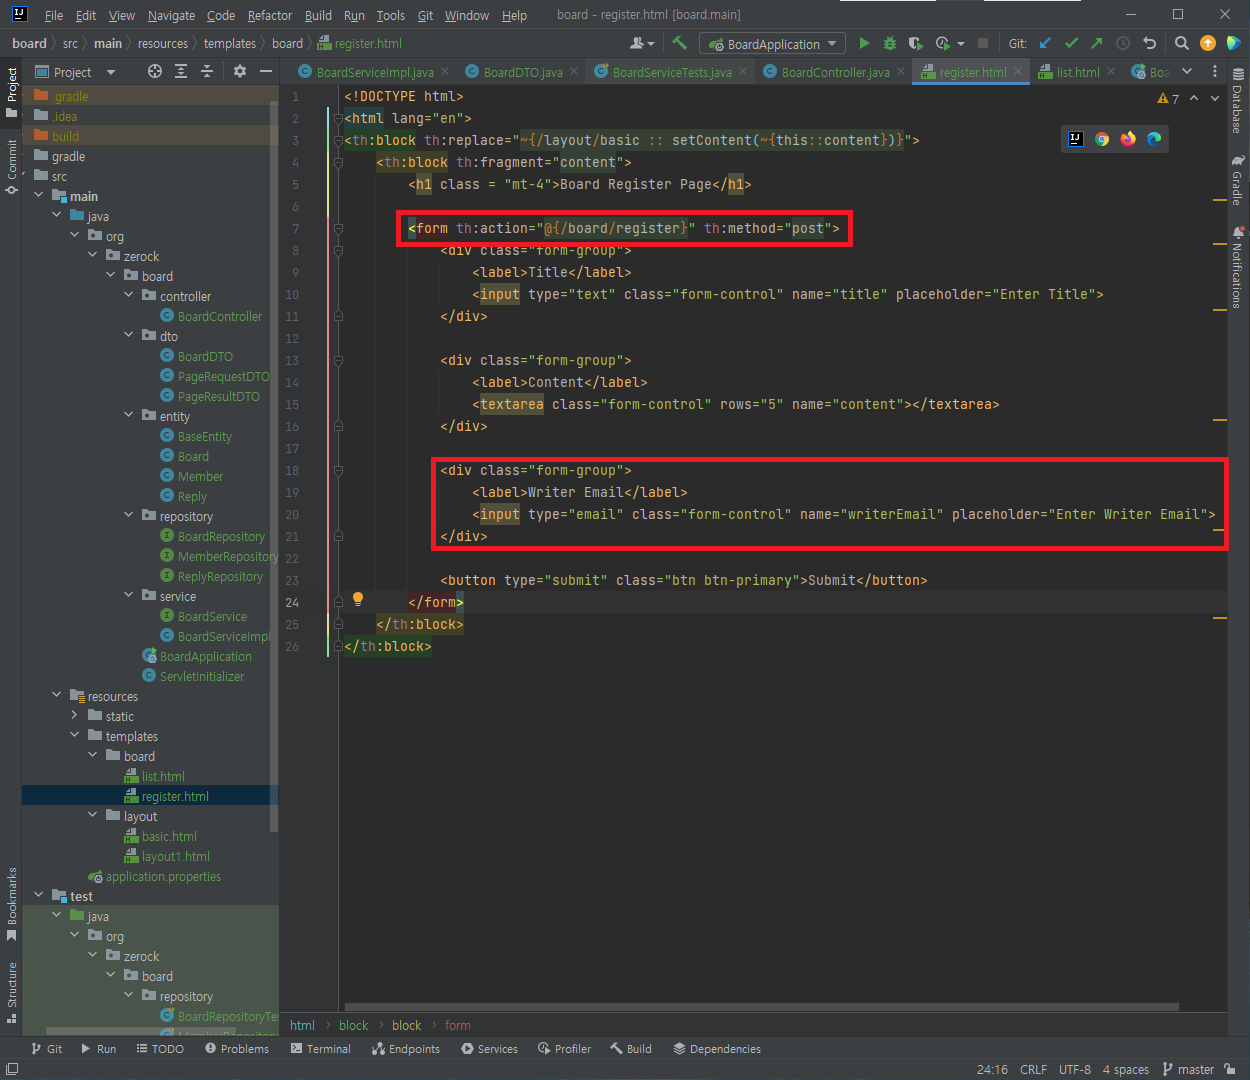 File Edit View Navigate Code Refactor Build Run Tools Git Window Help board - register.html [board.main]
board src main resources templates board register.html BoardApplication Git:
Project BoardServiceImpl.java BoardDTO.java BoardServiceTests.java BoardController.java register.html list.html Boa
Project
Commit
Bookmarks
Structure
.gradle
.idea
build
gradle
src
main
java
org
zerock
board
controller
BoardController
dto
BoardDTO
PageRequestDTO
PageResultDTO
entity
BaseEntity
Board
Member
Reply
repository
BoardRepository
MemberRepository
ReplyRepository
service
BoardService
BoardServiceImpl
BoardApplication
ServletInitializer
resources
static
templates
board
list.html
register.html
layout
basic.html
layout1.html
application.properties
test
java
org
zerock
board
repository
BoardRepositoryTes
1 <!DOCTYPE html>
2 <html lang="en">
3 <th:block th:replace="~{/layout/basic :: setContent(~{this::content})}">
4 <th:block th:fragment="content">
5 <h1 class = "mt-4">Board Register Page</h1>
6
7 <form th:action="@{/board/register}" th:method="post">
8 <div class="form-group">
9 <label>Title</label>
10 <input type="text" class="form-control" name="title" placeholder="Enter Title">
11 </div>
12
13 <div class="form-group">
14 <label>Content</label>
15 <textarea class="form-control" rows="5" name="content"></textarea>
16 </div>
17
18 <div class="form-group">
19 <label>Writer Email</label>
20 <input type="email" class="form-control" name="writerEmail" placeholder="Enter Writer Email">
21 </div>
22
23 <button type="submit" class="btn btn-primary">Submit</button>
24 </form>
25 </th:block>
26 </th:block>
7
Database
Gradle
Notifications
html block block form
Git Run TODO Problems Terminal Endpoints Services Profiler Build Dependencies
24:16 CRLF UTF-8 4 spaces master